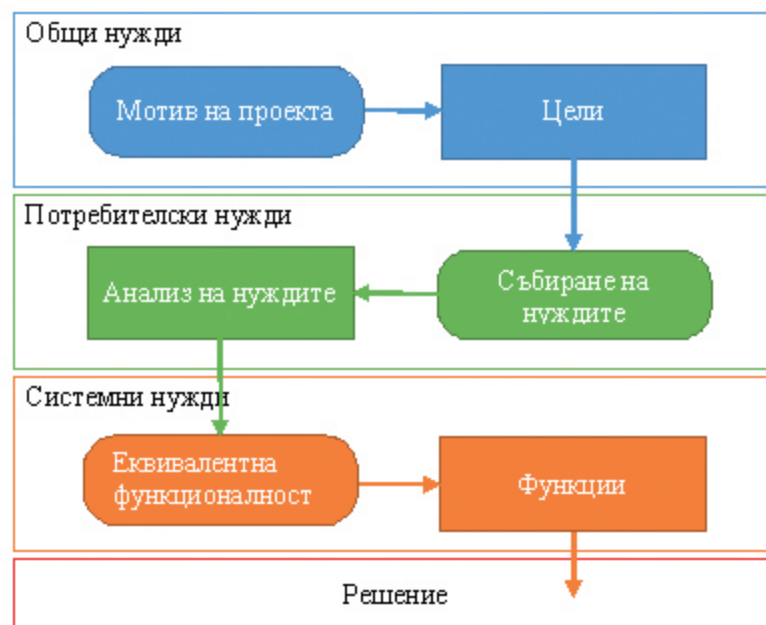 Общи нужди
Мотив на проекта
Цели
Потребителски нужди
Анализ на нуждите
Събиране на
нуждите
Системни нужди
Еквивалентна
функционалност
Функции
Решение